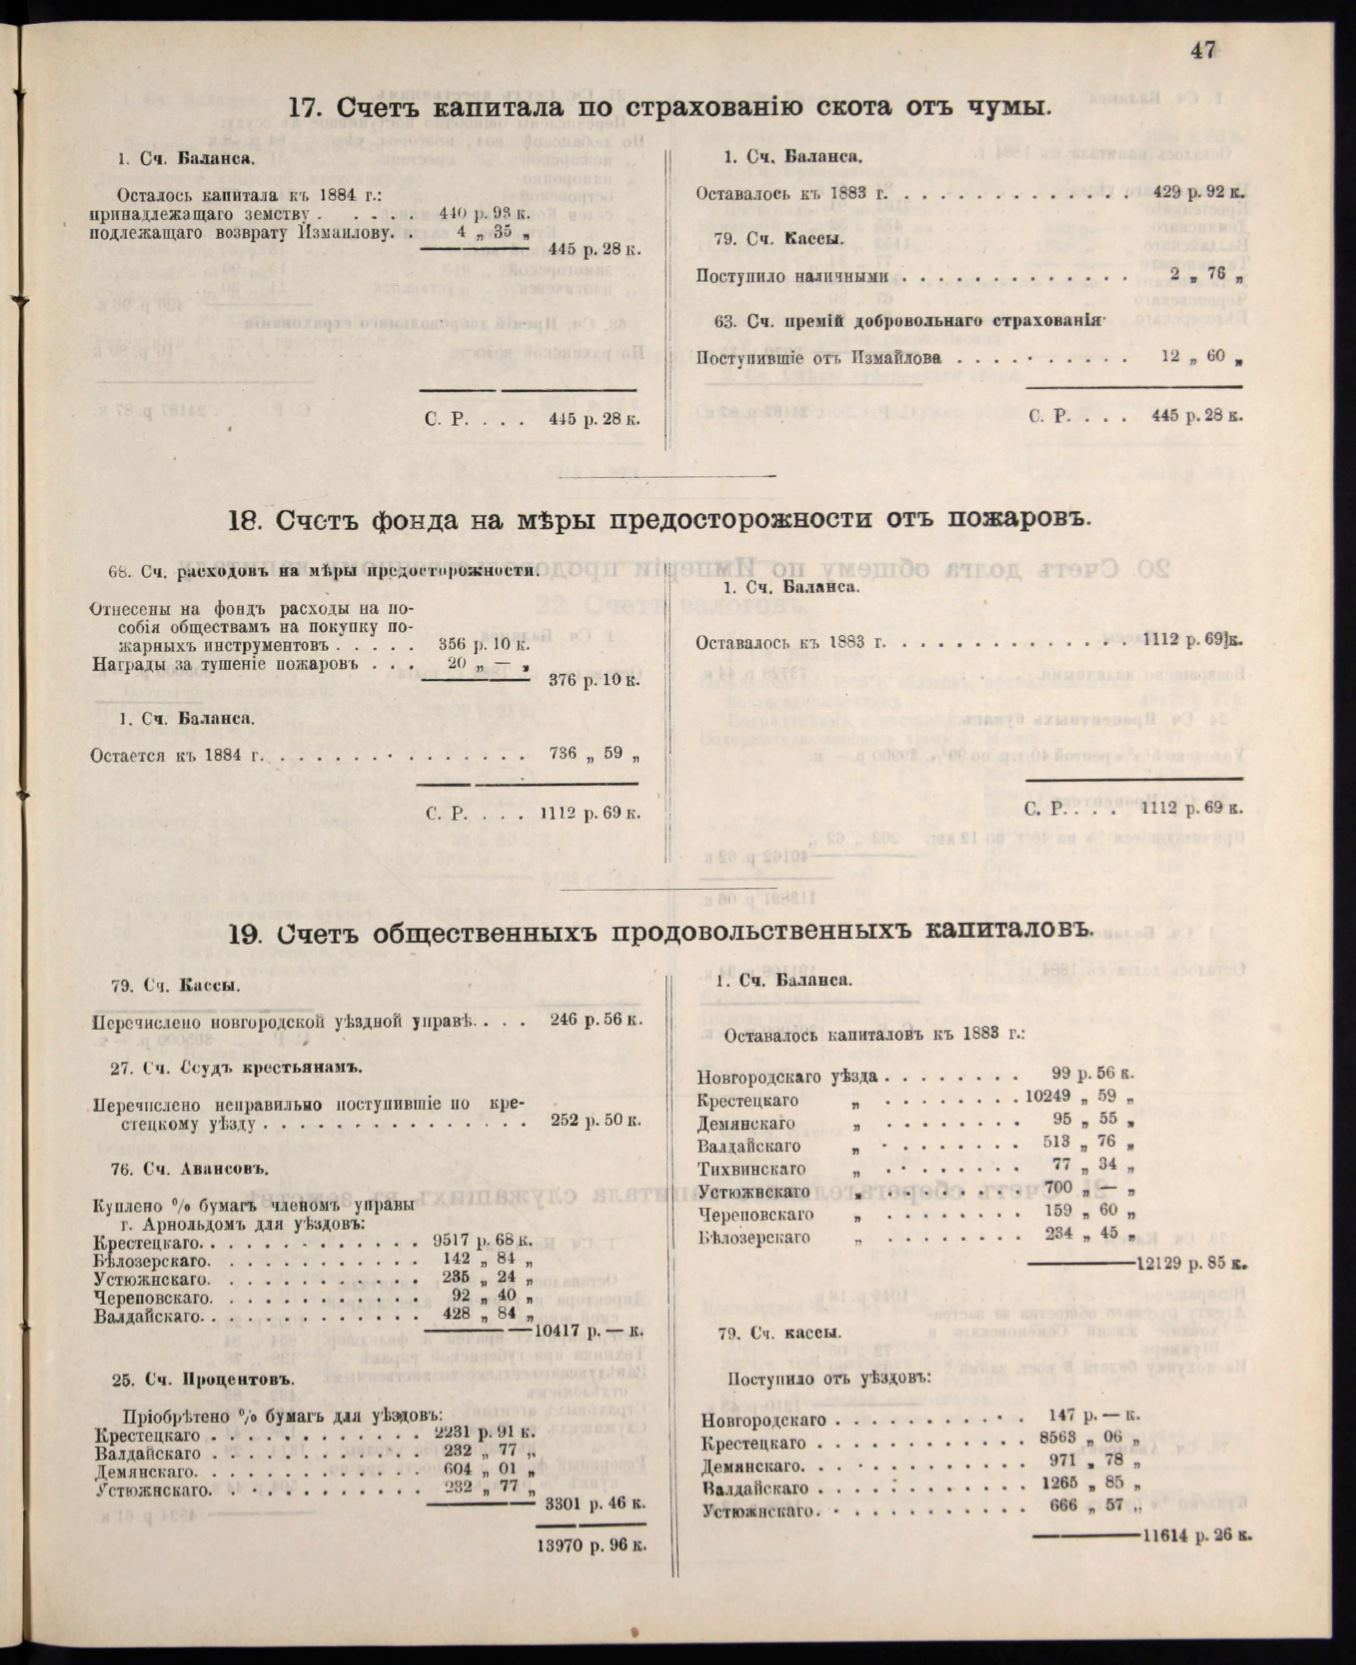 47
17. Счетъ капитала по страхованію скота отъ чумы.
1. Сч. Баланса.
Осталось капитала къ 1884 г.:
принадлежащаго земству . . . . . 440 р. 93 к.
подлежащаго возврату Измаилову. . 4 „ 35 „
445 р. 28 к.
С. Р. . . . 445 р. 28 к.
1. Сч. Баланса.
Оставалось къ 1883 г. . . . . . . . . . . . . . 429 р. 92 к.
79. Сч. Кассы.
Поступило наличными . . . . . . . . . . . . . 2 „ 76 „
63. Сч. премій добровольнаго страхованія
Поступившіе отъ Измайлова . . . . . . . . . . 12 „ 60 „
С. Р. . . . 445 р. 28 к.
18. Счетъ фонда на мѣры предосторожности отъ пожаровъ.
68. Сч. расходовъ на мѣры предосторожности.
Отнесены на фондъ расходы на по-
собія обществамъ на покупку по-
жарныхъ инструментовъ . . . . . 356 р. 10 к.
Награды за тушеніе пожаровъ . . . 20 „ — „
376 р. 10 к.
1. Сч. Баланса.
Остается къ 1884 г. . . . . . . . . . . . . . . 736 „ 59 „
С. Р. . . . 1112 р. 69 к.
1. Сч. Баланса.
Оставалось къ 1883 г. . . . . . . . . . . . . . 1112 р. 69 к.
С. Р. . . . 1112 р. 69 к.
19. Счетъ общественныхъ продовольственныхъ капиталовъ.
79. Сч. Кассы.
Перечислено новгородской уѣздной управѣ. . . . 246 р. 56 к.
27. Сч. Ссудъ крестьянамъ.
Перечислено неправильно поступившіе по кре-
стецкому уѣзду . . . . . . . . . . . . . . . 252 р. 50 к.
76. Сч. Авансовъ.
Куплено % бумагъ членомъ управы
г. Арнольдомъ для уѣздовъ:
Крестецкаго. . . . . . . . . . . . . 9517 р. 68 к.
Бѣлозерскаго. . . . . . . . . . . . 142 „ 84 „
Устюжнскаго. . . . . . . . . . . . 235 „ 24 „
Череповскаго. . . . . . . . . . . . 92 „ 40 „
Валдайскаго. . . . . . . . . . . . . 428 „ 84 „
10417 р. — к.
25. Сч. Процентовъ.
Пріобрѣтено % бумагъ для уѣздовъ:
Крестецкаго . . . . . . . . . . . . 2231 р. 91 к.
Валдайскаго . . . . . . . . . . . . 232 „ 77 „
Демянскаго. . . . . . . . . . . . . 604 „ 01 „
Устюжнскаго. . . . . . . . . . . . 232 „ 77 „
3301 р. 46 к.
13970 р. 96 к.
1. Сч. Баланса.
Оставалось капиталовъ къ 1883 г.:
Новгородскаго уѣзда . . . . . . . . 99 р. 56 к.
Крестецкаго „ . . . . . . . . 10249 „ 59 „
Демянскаго „ . . . . . . . . 95 „ 55 „
Валдайскаго „ . . . . . . . . 513 „ 76 „
Тихвинскаго „ . . . . . . . . 77 „ 34 „
Устюжвскаго „ . . . . . . . . 700 „ — „
Череповскаго „ . . . . . . . . 159 „ 60 „
Бѣлозерскаго „ . . . . . . . . 234 „ 45 „
12129 р. 85 к.
79. Сч. кассы.
Поступило отъ уѣздовъ:
Новгородскаго . . . . . . . . . . . 147 р. — к.
Крестецкаго . . . . . . . . . . . . 8563 „ 06 „
Демянскаго. . . . . . . . . . . . . 971 „ 78 „
Валдайскаго . . . . . . . . . . . . 1265 „ 85 „
Устюжнскаго. . . . . . . . . . . . 666 „ 57 „
11614 р. 26 к.